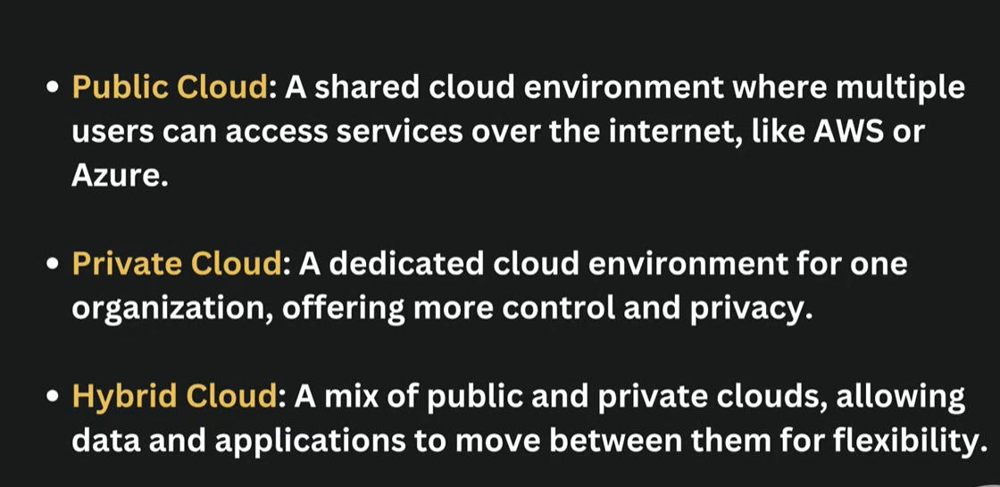 • Public Cloud: A shared cloud environment where multiple
users can access services over the internet, like AWS or
Azure.
• Private Cloud: A dedicated cloud environment for one
organization, offering more control and privacy.
• Hybrid Cloud: A mix of public and private clouds, allowing
data and applications to move between them for flexibility.